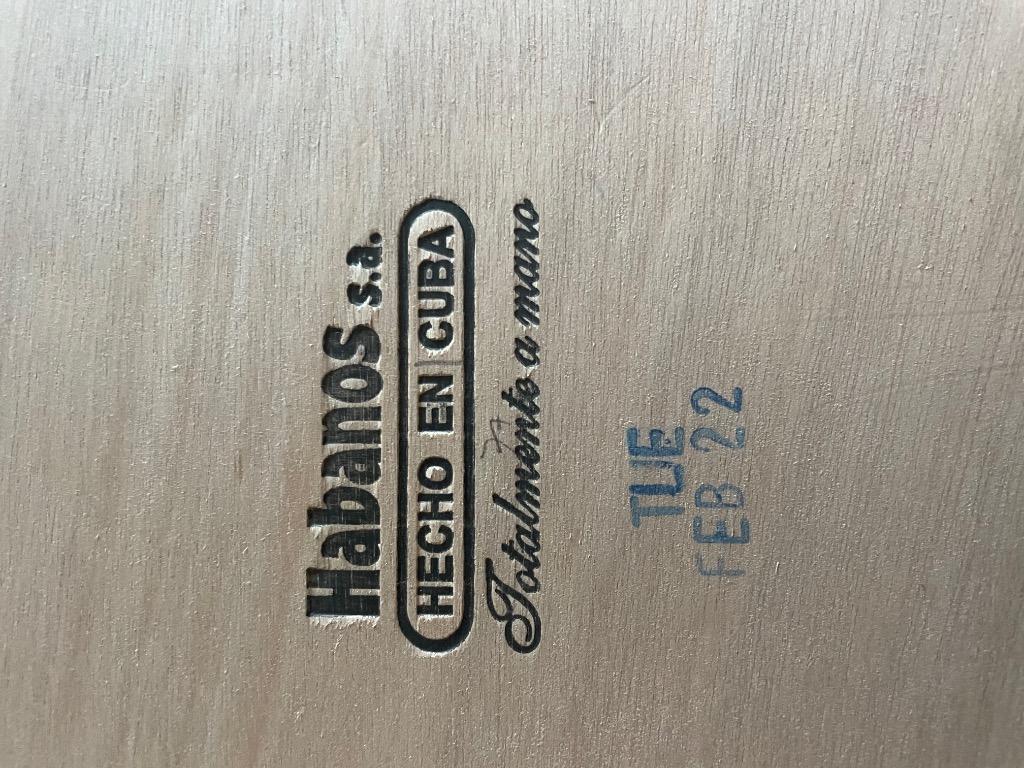 Habanos s.a.
HECHO EN CUBA
Totalmente a mano
TUE
FEB 22